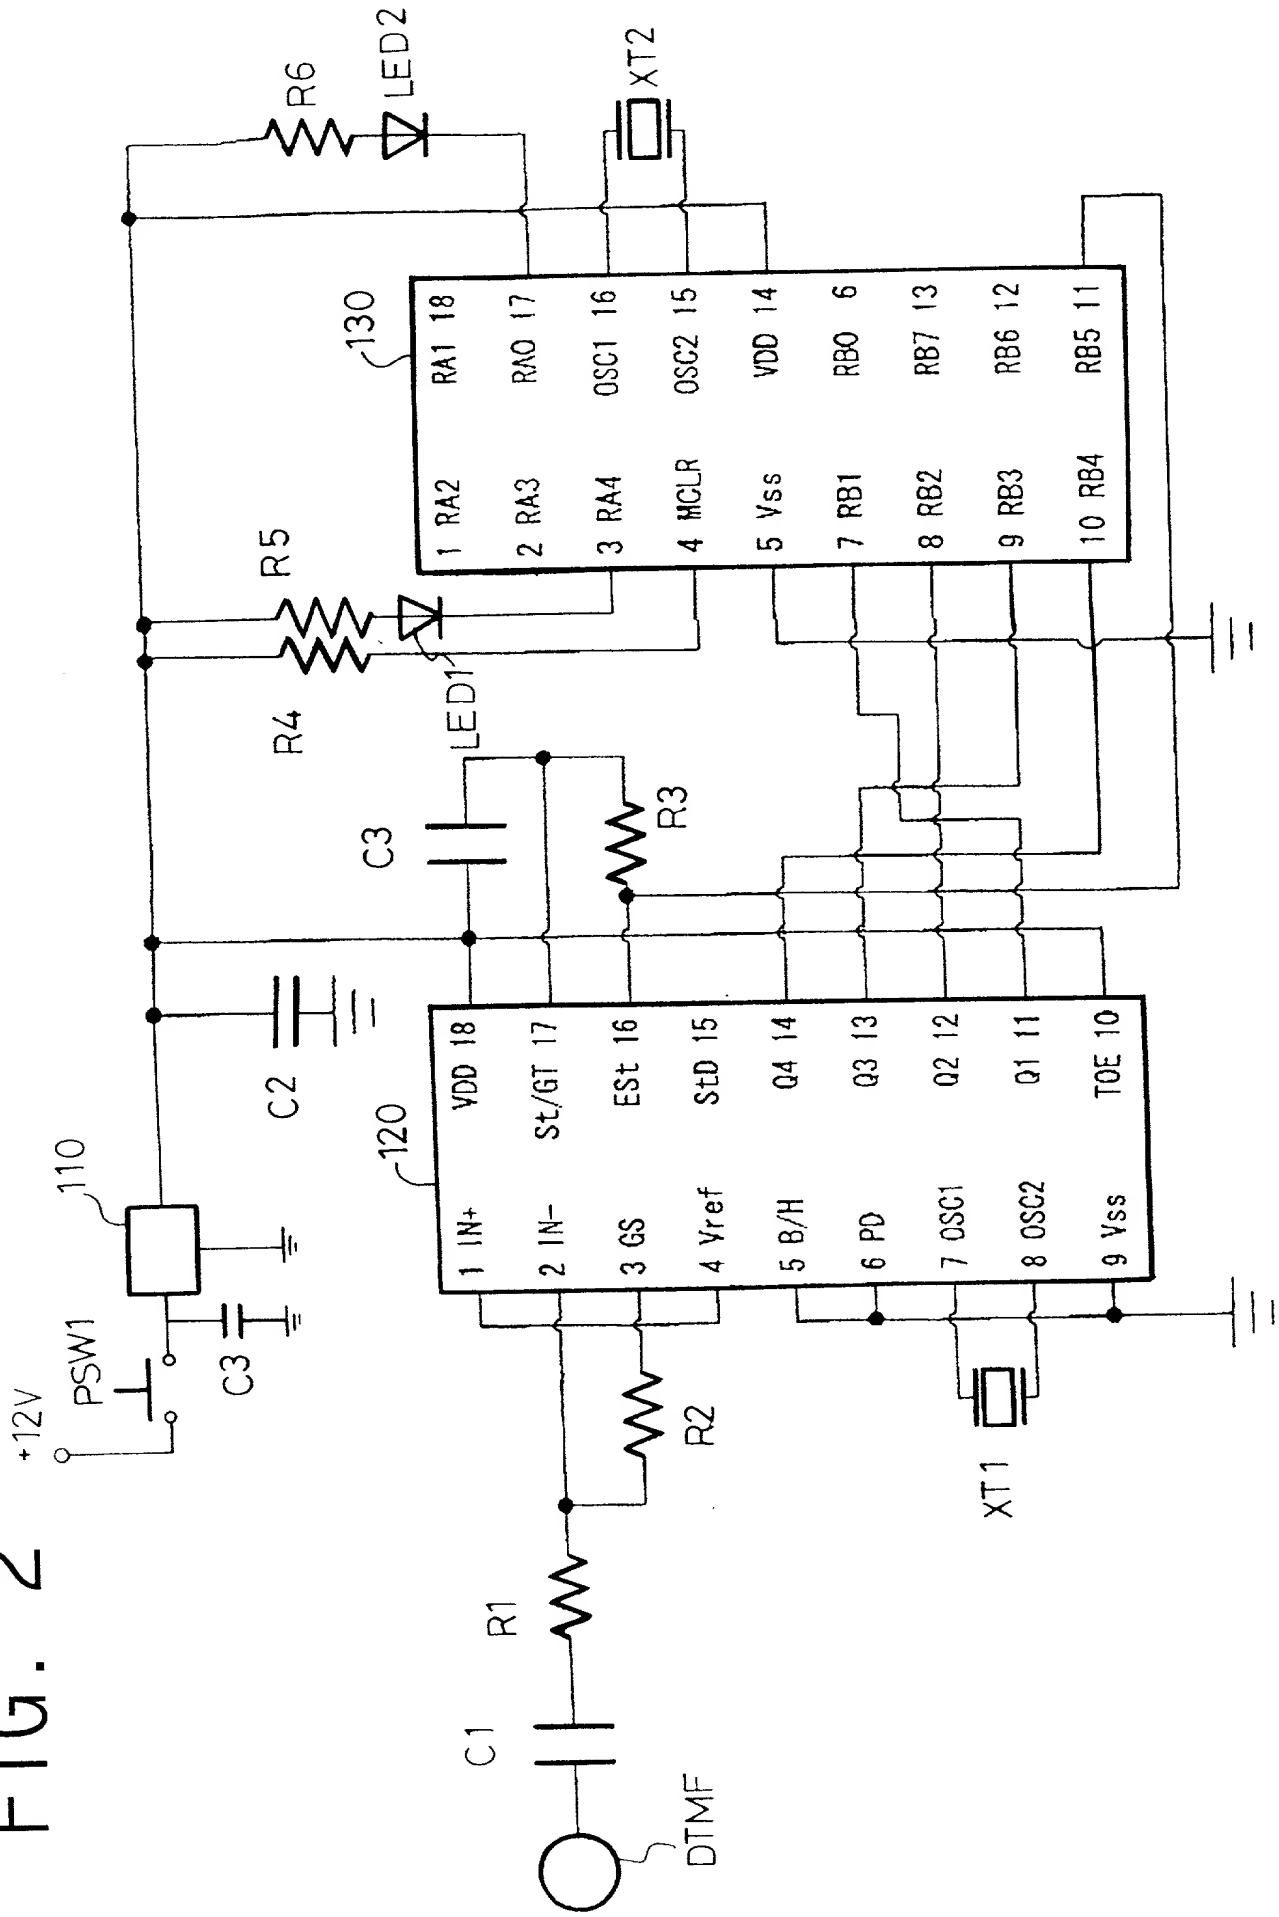 FIG. 2
+12V
PSW1
110
C3
C2
C3
R4
R5
LED1
R6
LED2
XT2
R3
120
1 IN+
2 IN-
3 GS
4 Vref
5 B/H
6 PD
7 OSC1
8 OSC2
9 Vss
VDD 18
St/GT 17
ESt 16
StD 15
Q4 14
Q3 13
Q2 12
Q1 11
TOE 10
130
1 RA2
2 RA3
3 RA4
4 MCLR
5 Vss
7 RB1
8 RB2
9 RB3
10 RB4
RA1 18
RA0 17
OSC1 16
OSC2 15
VDD 14
RB0 6
RB7 13
RB6 12
RB5 11
C1
R1
R2
DTMF
XT1